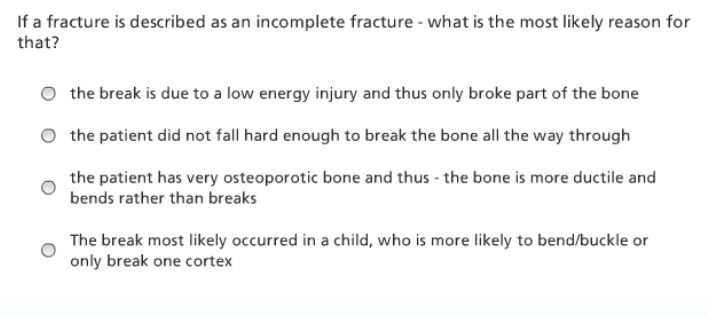 If a fracture is described as an incomplete fracture - what is the most likely reason for
that?
the break is due to a low energy injury and thus only broke part of the bone
the patient did not fall hard enough to break the bone all the way through
the patient has very osteoporotic bone and thus - the bone is more ductile and
bends rather than breaks
The break most likely occurred in a child, who is more likely to bend/buckle or
only break one cortex